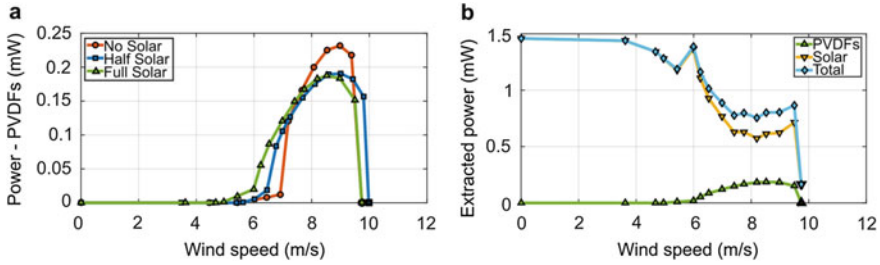 a
Power - PVDFs (mW)
0.25
0.2
0.15
0.1
0.05
0
No Solar
Half Solar
Full Solar
0 2 4 6 8 10 12
Wind speed (m/s)
b
Extracted power (mW)
1.5
1
0.5
0
PVDFs
Solar
Total
0 2 4 6 8 10 12
Wind speed (m/s)